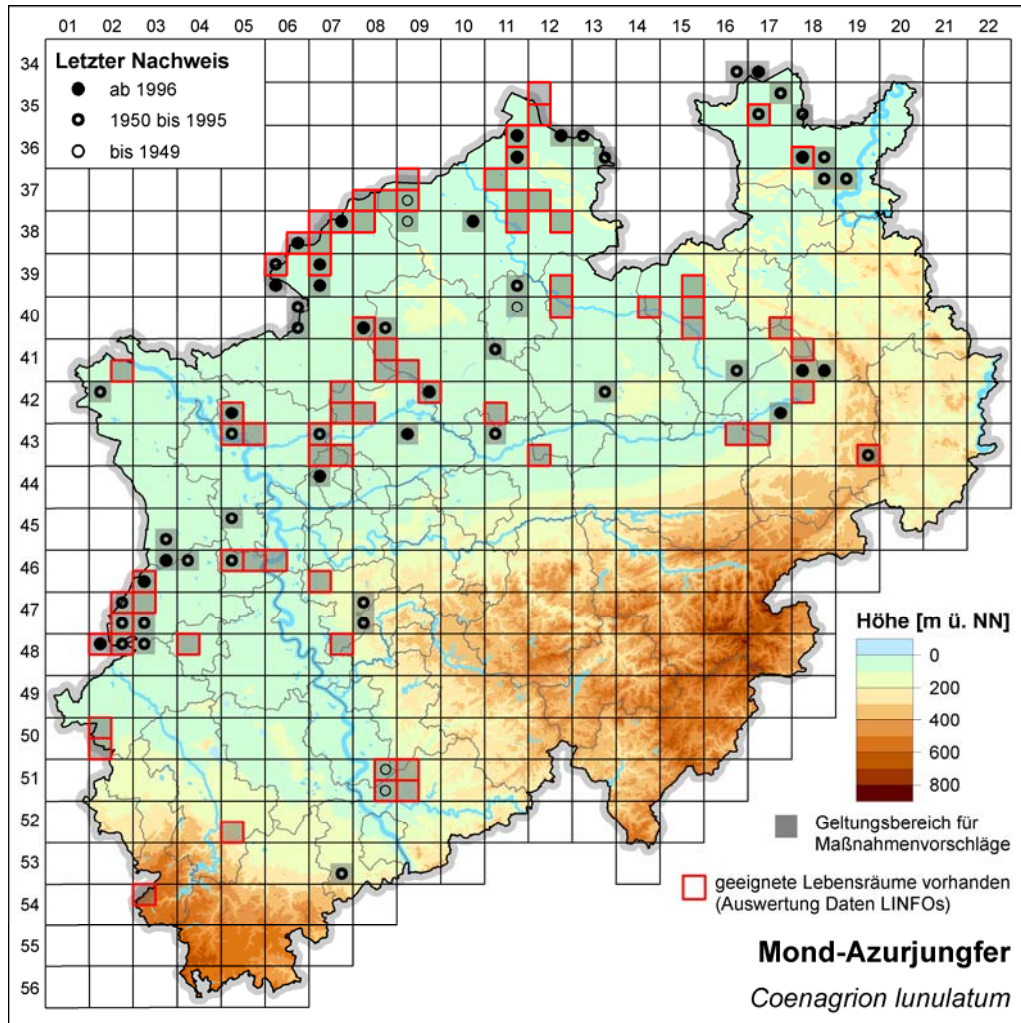 01 02 03 04 05 06 07 08 09 10 11 12 13 14 15 16 17 18 19 20 21 22
34
35
36
37
38
39
40
41
42
43
44
45
46
47
48
49
50
51
52
53
54
55
56
Letzter Nachweis
ab 1996
1950 bis 1995
bis 1949
Höhe [m ü. NN]
0
200
400
600
800
Geltungsbereich für
Maßnahmenvorschläge
geeignete Lebensräume vorhanden
(Auswertung Daten LINFOs)
Mond-Azurjungfer
Coenagrion lunulatum